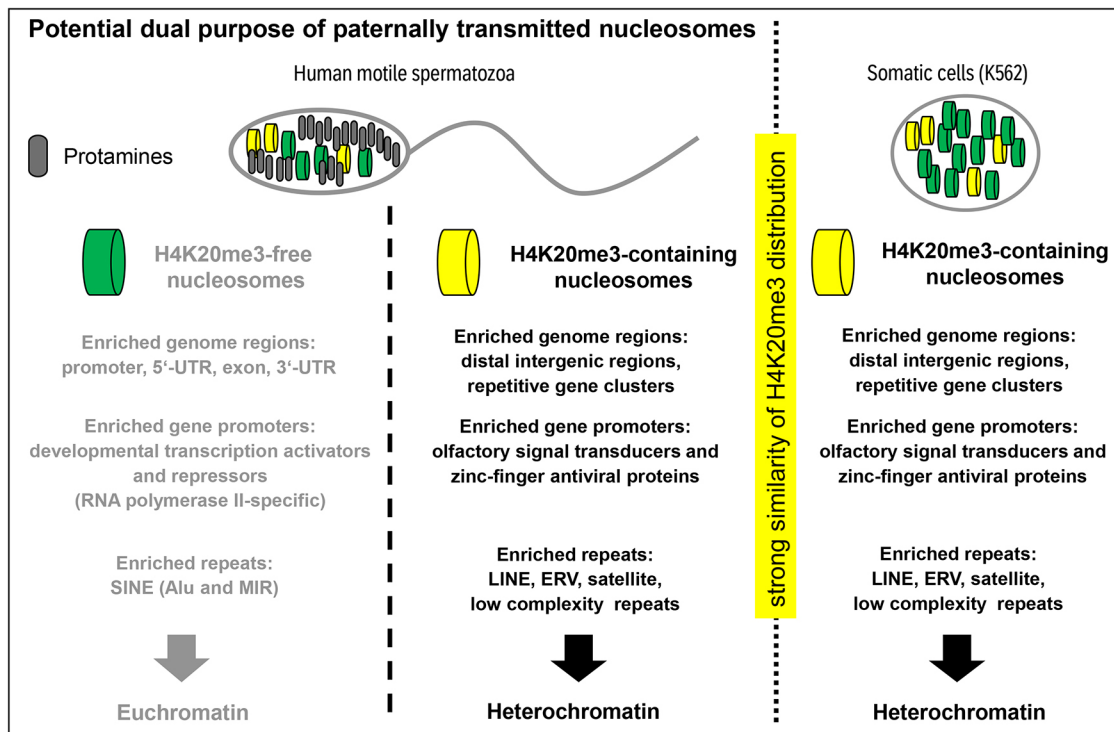 Potential dual purpose of paternally transmitted nucleosomes
Human motile spermatozoa
Protamines
H4K20me3-free
nucleosomes
Enriched genome regions:
promoter, 5‘-UTR, exon, 3‘-UTR
Enriched gene promoters:
developmental transcription activators
and repressors
(RNA polymerase II-specific)
Enriched repeats:
SINE (Alu and MIR)
Euchromatin
H4K20me3-containing
nucleosomes
Enriched genome regions:
distal intergenic regions,
repetitive gene clusters
Enriched gene promoters:
olfactory signal transducers and
zinc-finger antiviral proteins
Enriched repeats:
LINE, ERV, satellite,
low complexity repeats
Heterochromatin
strong similarity of H4K20me3 distribution
Somatic cells (K562)
H4K20me3-containing
nucleosomes
Enriched genome regions:
distal intergenic regions,
repetitive gene clusters
Enriched gene promoters:
olfactory signal transducers and
zinc-finger antiviral proteins
Enriched repeats:
LINE, ERV, satellite,
low complexity repeats
Heterochromatin